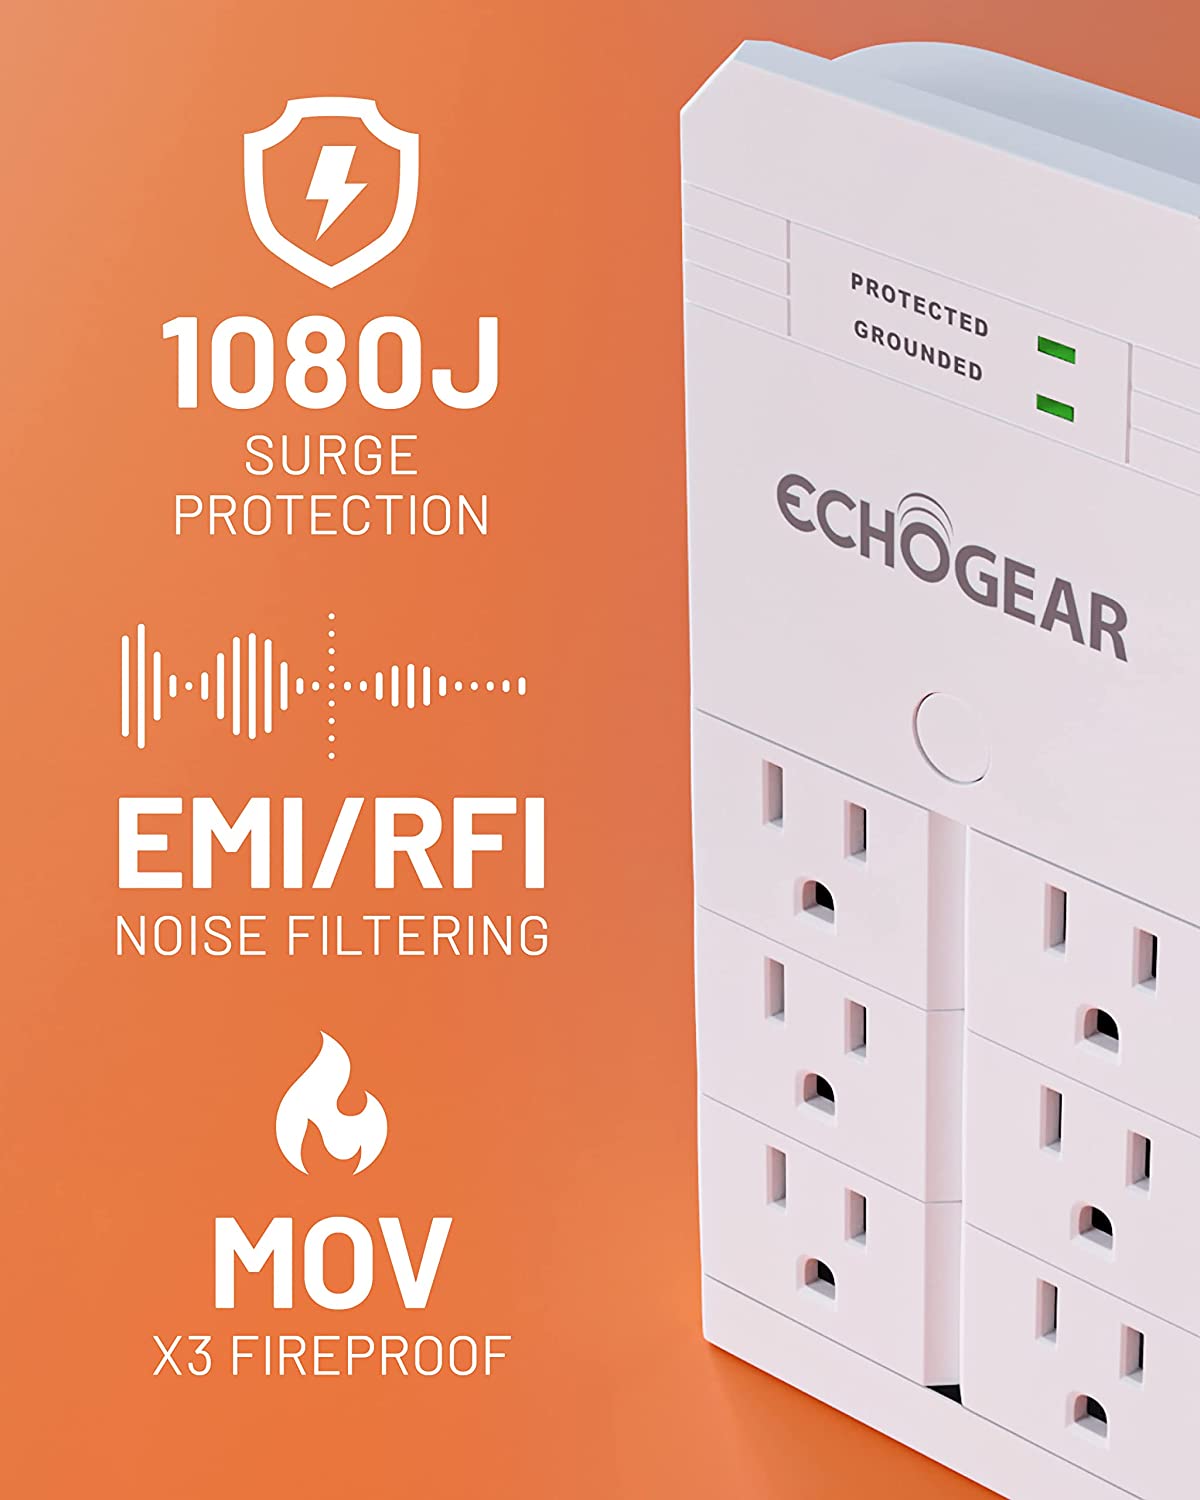 1080J
SURGE
PROTECTION
EMI/RFI
NOISE FILTERING
MOV
X3 FIREPROOF
PROTECTED
GROUNDED
ECHOGEAR